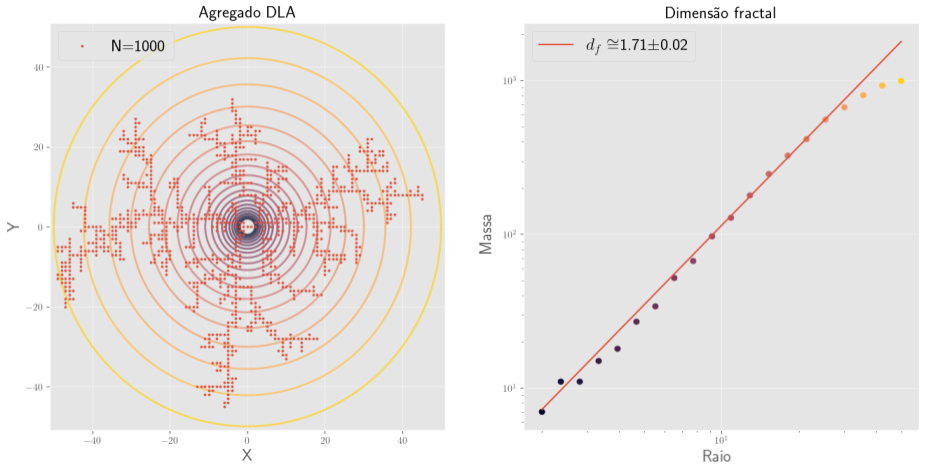 Agregado DLA
N=1000
Y
40
20
0
−20
−40
−40
−20
0
20
40
X
Dimensão fractal
d_f ≅1.71±0.02
Massa
10³
10²
10¹
10¹
Raio